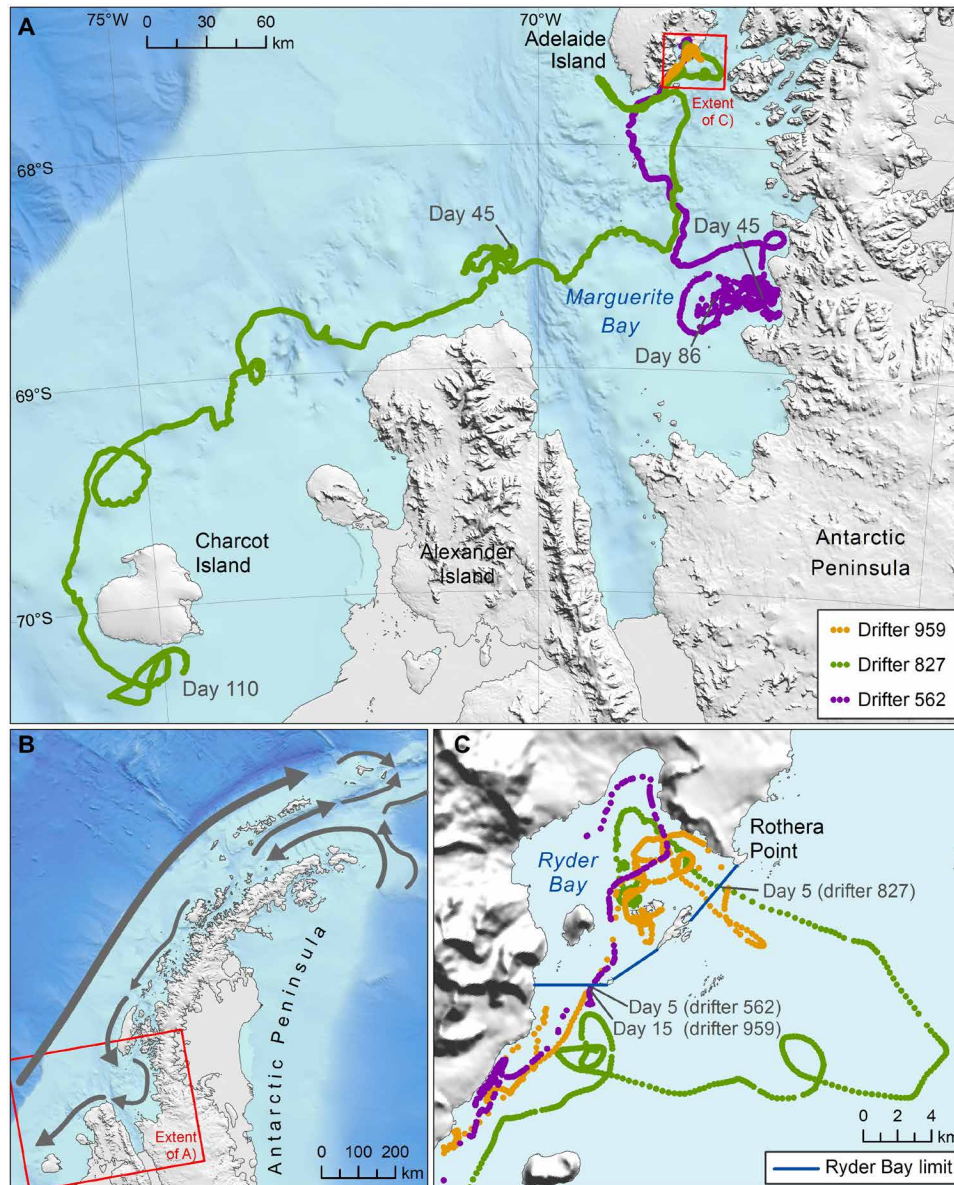 A
75°W
0 30 60
km
70°W
Adelaide
Island
Extent
of C)
68°S
Day 45
Day 45
Marguerite
Bay
Day 86
69°S
Charcot
Island
Alexander
Island
Antarctic
Peninsula
70°S
Day 110
Drifter 959
Drifter 827
Drifter 562
B
Antarctic Peninsula
Extent
of A)
0 100 200
km
C
Rothera
Point
Ryder
Bay
Day 5 (drifter 827)
Day 5 (drifter 562)
Day 15 (drifter 959)
0 2 4
km
Ryder Bay limit